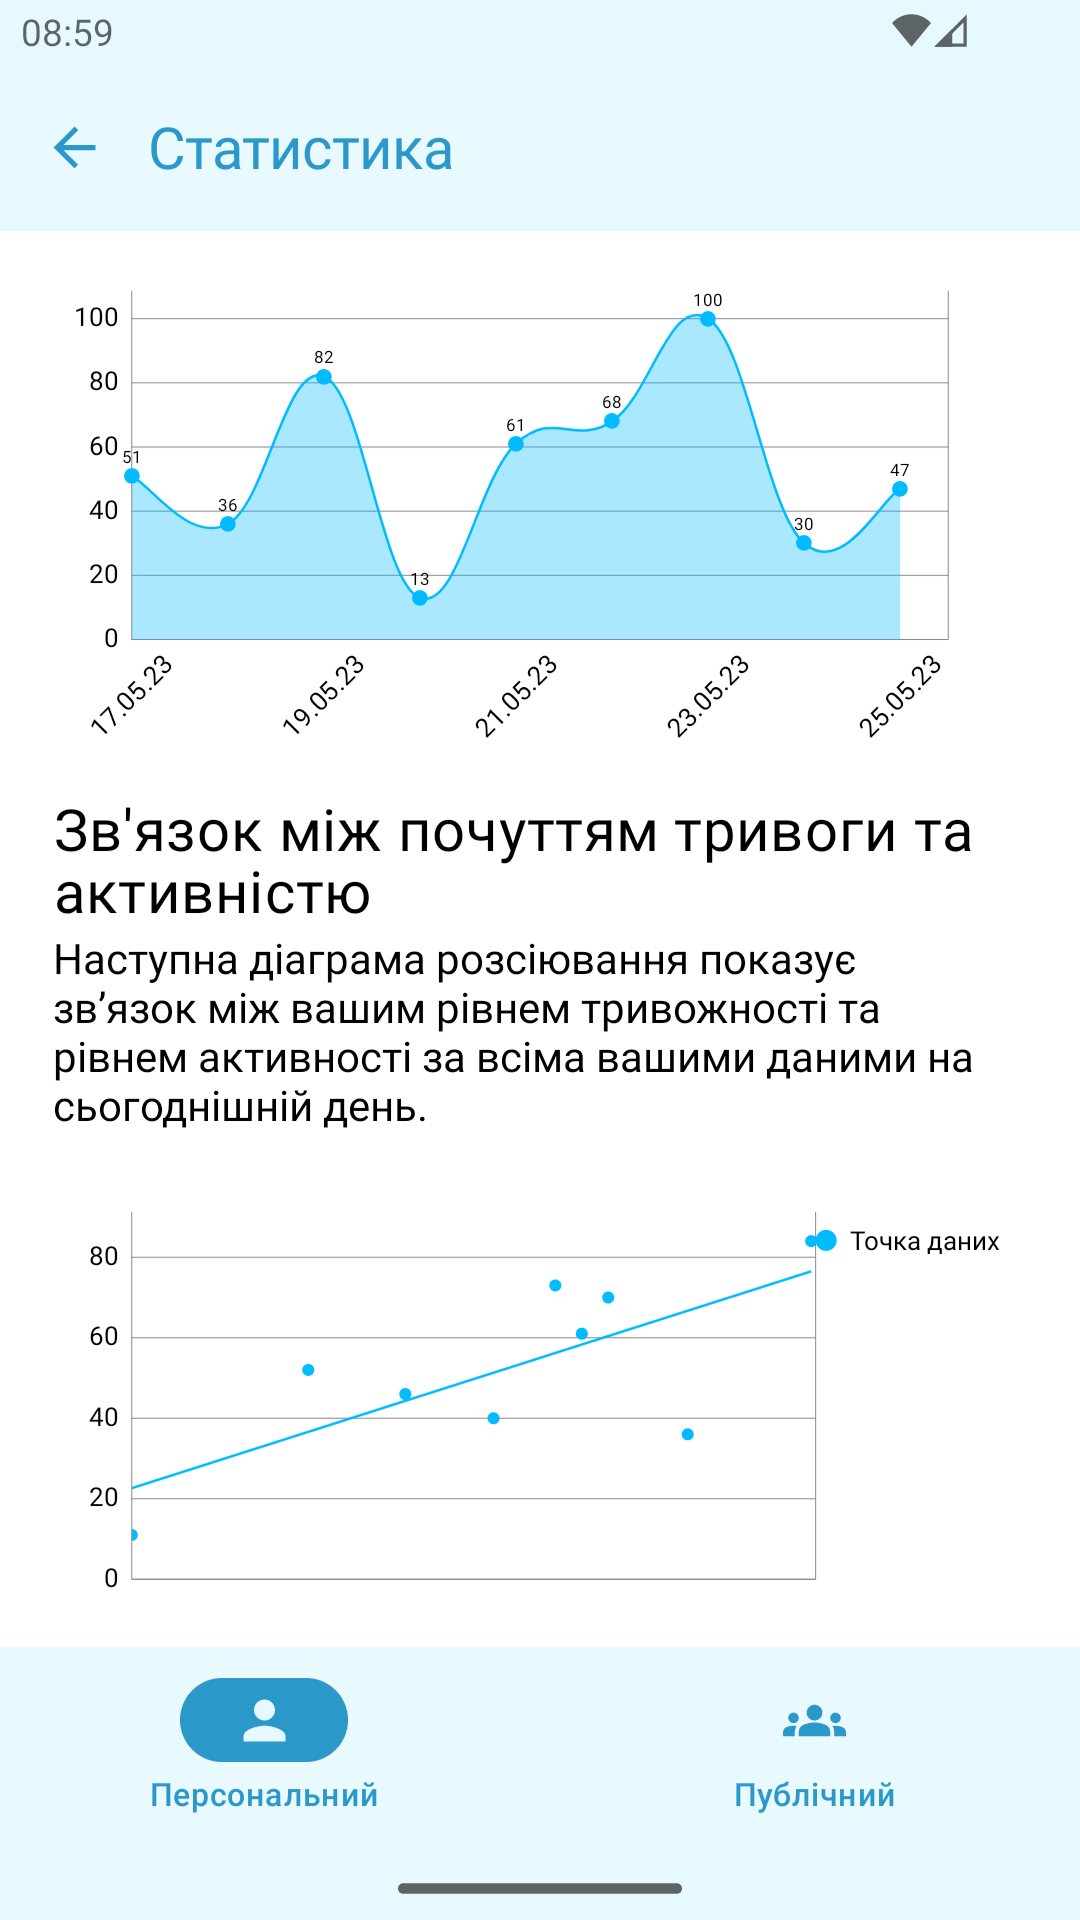 08:59
Статистика
100
80
60
40
20
0
51
36
82
13
61
68
100
30
47
17.05.23
19.05.23
21.05.23
23.05.23
25.05.23
Зв'язок між почуттям тривоги та
активністю
Наступна діаграма розсіювання показує
зв’язок між вашим рівнем тривожності та
рівнем активності за всіма вашими даними на
сьогоднішній день.
80
60
40
20
0
Точка даних
Персональний
Публічний